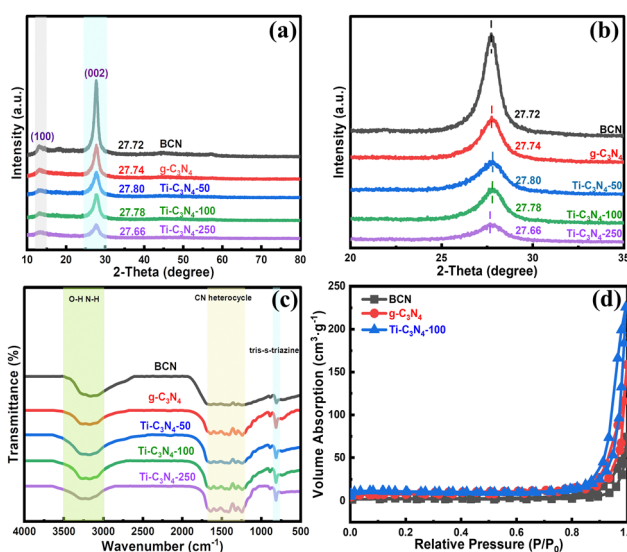 (a)
(002)
(100)
27.72 BCN
27.74 g-C₃N₄
27.80 Ti-C₃N₄-50
27.78 Ti-C₃N₄-100
27.66 Ti-C₃N₄-250
10 20 30 40 50 60 70 80
2-Theta (degree)
Intensity (a.u.)
(b)
27.72
BCN
27.74
g-C₃N₄
27.80
Ti-C₃N₄-50
27.78
Ti-C₃N₄-100
27.66
Ti-C₃N₄-250
20 25 30 35
2-Theta (degree)
Intensity (a.u.)
(c)
O-H N-H
CN heterocycle
tris-s-triazine
BCN
g-C₃N₄
Ti-C₃N₄-50
Ti-C₃N₄-100
Ti-C₃N₄-250
4000 3500 3000 2500 2000 1500 1000 500
Wavenumber (cm⁻¹)
Transmittance (%)
(d)
BCN
g-C₃N₄
Ti-C₃N₄-100
250
200
150
100
50
0
0.0 0.2 0.4 0.6 0.8 1.0
Relative Pressure (P/P₀)
Volume Absorption (cm³·g⁻¹)